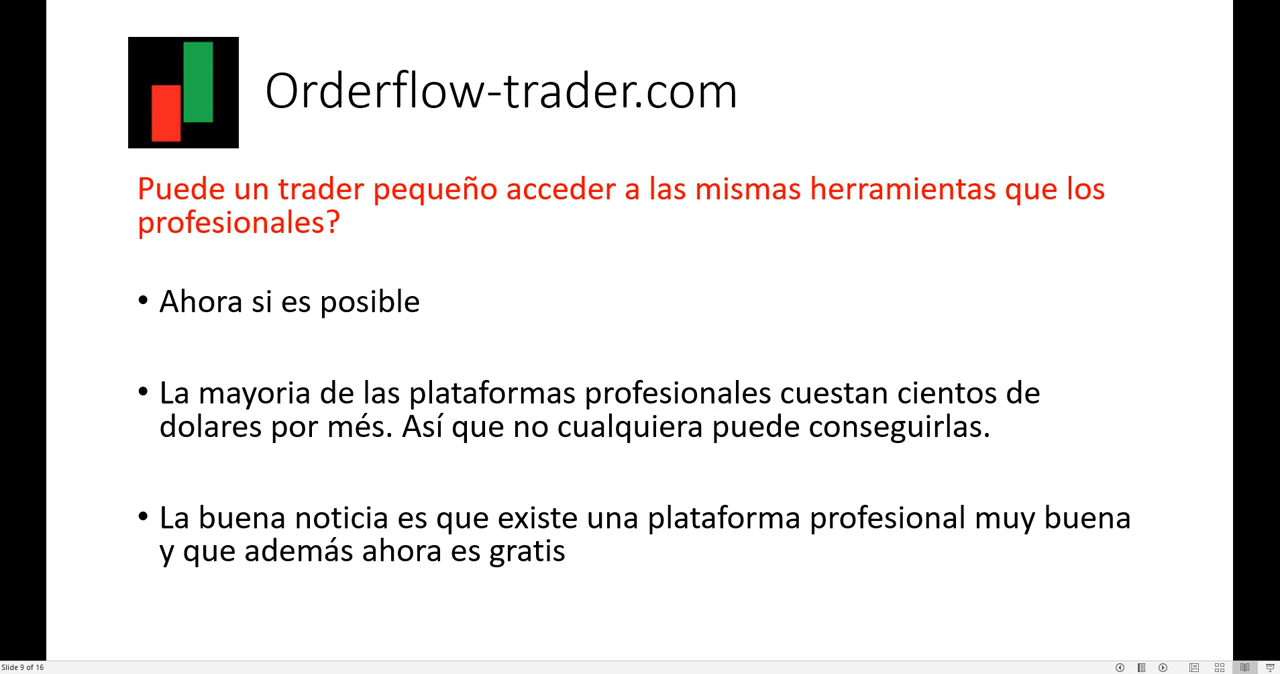 Orderflow-trader.com
Puede un trader pequeño acceder a las mismas herramientas que los
profesionales?
• Ahora si es posible
• La mayoria de las plataformas profesionales cuestan cientos de
dolares por més. Así que no cualquiera puede conseguirlas.
• La buena noticia es que existe una plataforma profesional muy buena
y que además ahora es gratis
Slide 9 of 16